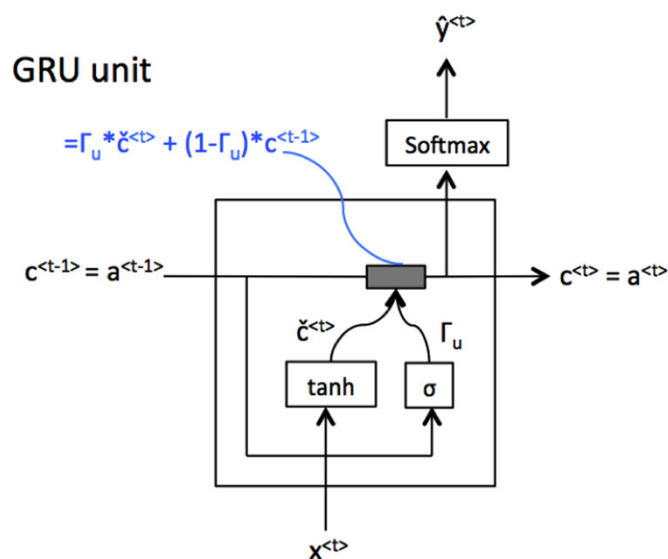 ŷ<t>
GRU unit
=Γu*č<t> + (1-Γu)*c<t-1>
Softmax
c<t-1> = a<t-1>
c<t> = a<t>
č<t>
Γu
tanh
σ
x<t>